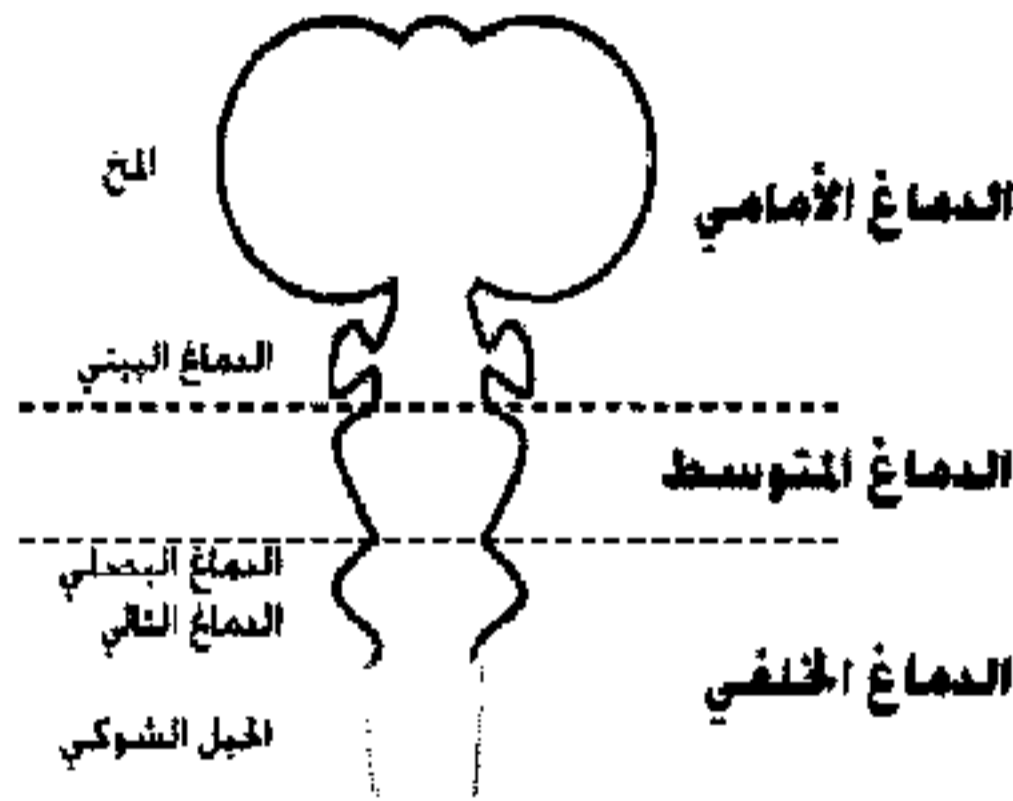 المخ
الدماغ الأمامي
الدماغ البيني
الدماغ المتوسط
الدماغ البصلي
الدماغ التالي
الدماغ الخلفي
الحبل الشوكي